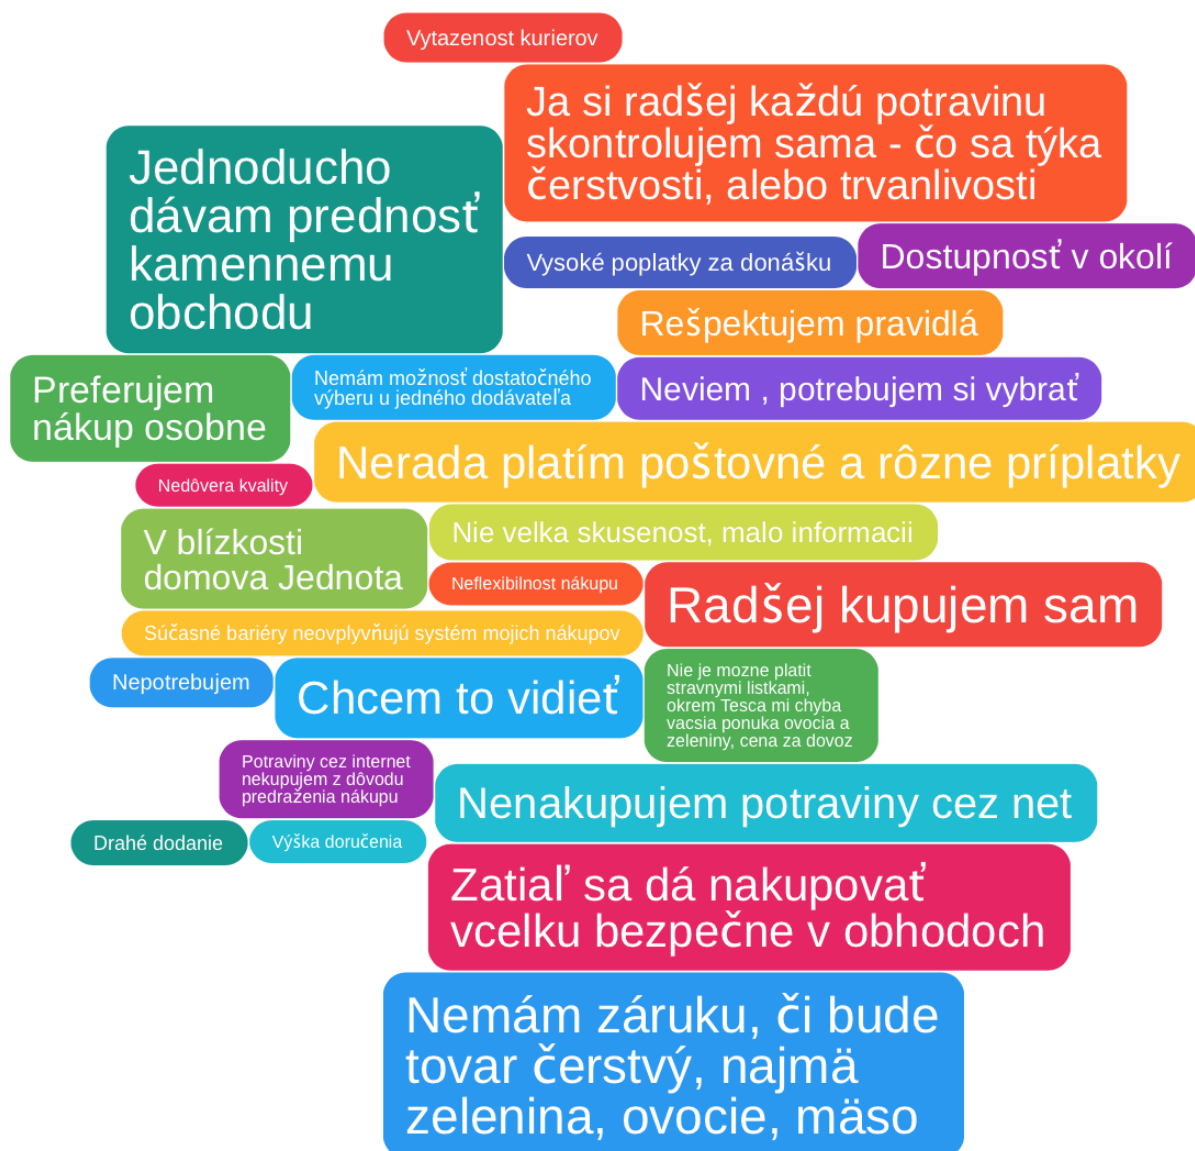 Vytazenost kurierov
Ja si radšej každú potravinu
skontrolujem sama - čo sa týka
čerstvosti, alebo trvanlivosti
Jednoducho
dávam prednosť
kamennemu
obchodu
Vysoké poplatky za donášku
Dostupnosť v okolí
Rešpektujem pravidlá
Preferujem
nákup osobne
Nemám možnosť dostatočného
výberu u jedného dodávateľa
Neviem , potrebujem si vybrať
Nerada platím poštovné a rôzne príplatky
Nedôvera kvality
V blízkosti
domova Jednota
Nie velka skusenost, malo informacii
Neflexibilnost nákupu
Radšej kupujem sam
Súčasné bariéry neovplyvňujú systém mojich nákupov
Nepotrebujem
Chcem to vidieť
Nie je mozne platit
stravnymi listkami,
okrem Tesca mi chyba
vacsia ponuka ovocia a
zeleniny, cena za dovoz
Potraviny cez internet
nekupujem z dôvodu
predraženia nákupu
Nenakupujem potraviny cez net
Drahé dodanie
Výška doručenia
Zatiaľ sa dá nakupovať
vcelku bezpečne v obhodoch
Nemám záruku, či bude
tovar čerstvý, najmä
zelenina, ovocie, mäso